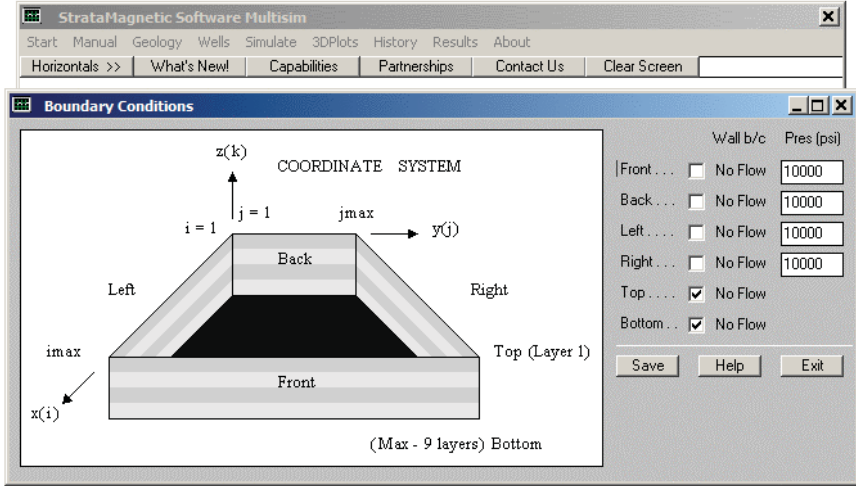 StrataMagnetic Software Multisim
Start Manual Geology Wells Simulate 3DPlots History Results About
Horizontals >> What's New! Capabilities Partnerships Contact Us Clear Screen
Boundary Conditions
z(k)
COORDINATE SYSTEM
j = 1
jmax
i = 1
y(j)
Back
Left
Right
imax
Top (Layer 1)
Front
x(i)
(Max - 9 layers) Bottom
Wall b/c Pres (psi)
Front . . . No Flow 10000
Back . . . No Flow 10000
Left . . . . No Flow 10000
Right . . . No Flow 10000
Top . . . . No Flow
Bottom . . No Flow
Save Help Exit